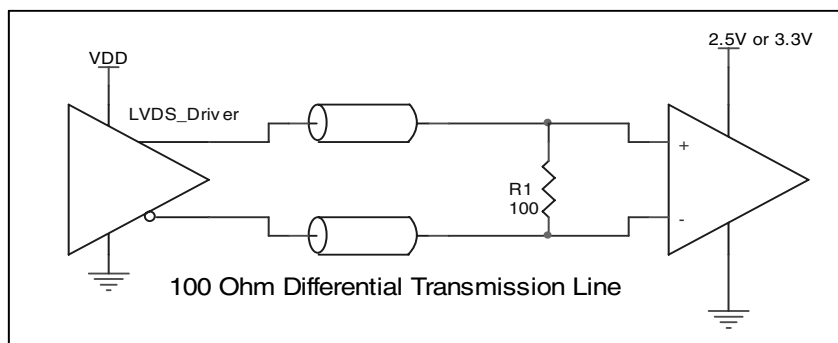 2.5V or 3.3V
VDD
LVDS_Driver
+
R1
100
-
100 Ohm Differential Transmission Line